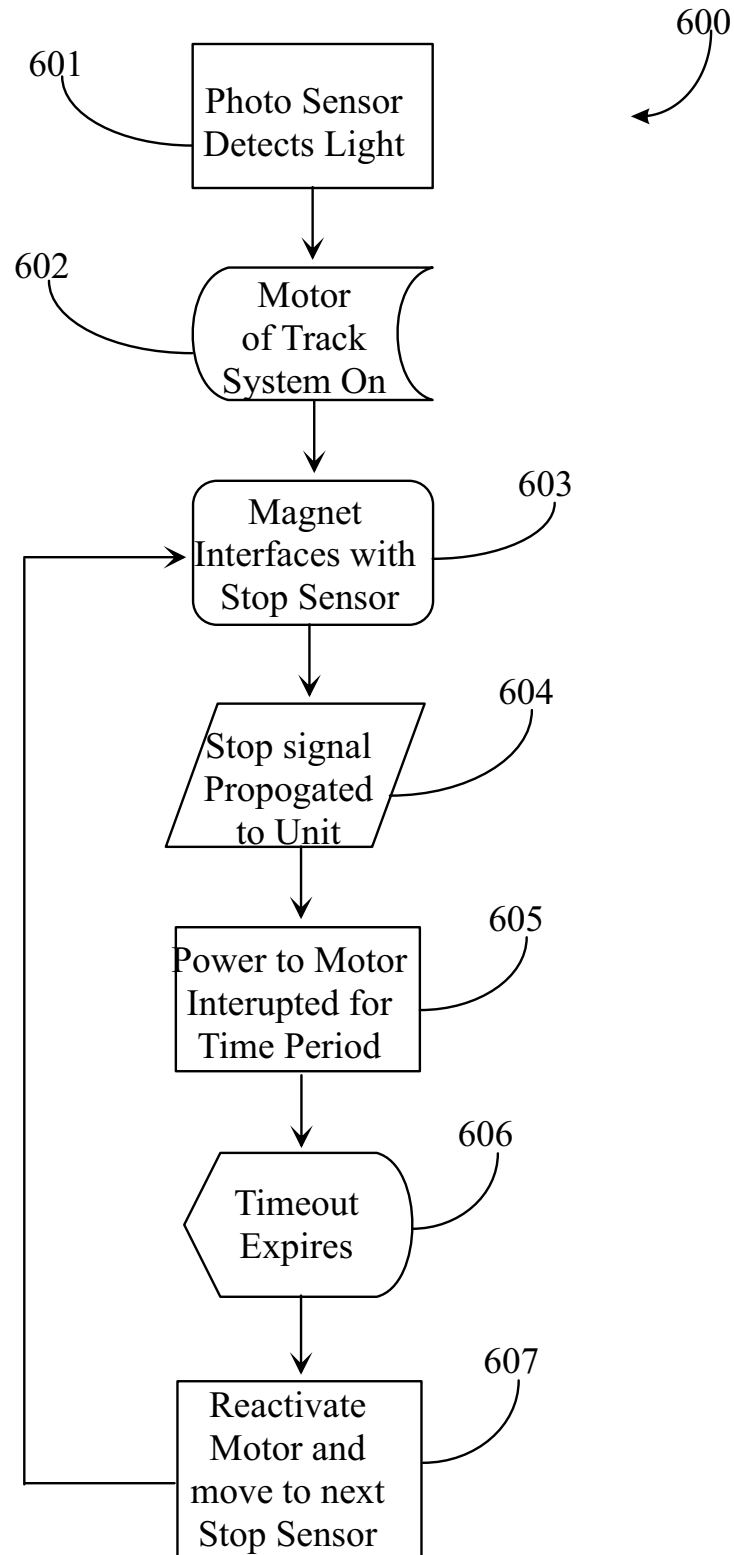 600
601
Photo Sensor
Detects Light
602
Motor
of Track
System On
603
Magnet
Interfaces with
Stop Sensor
604
Stop signal
Propogated
to Unit
605
Power to Motor
Interupted for
Time Period
606
Timeout
Expires
607
Reactivate
Motor and
move to next
Stop Sensor